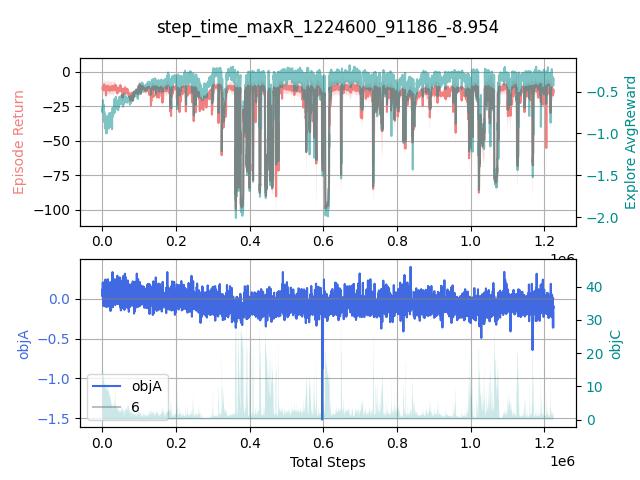 step_time_maxR_1224600_91186_-8.954
Episode Return
0
−25
−50
−75
−100
Explore AvgReward
−0.5
−1.0
−1.5
−2.0
0.0 0.2 0.4 0.6 0.8 1.0 1.2
1e6
objA
0.0
−0.5
−1.0
−1.5
objC
40
30
20
10
0
objA
6
0.0 0.2 0.4 0.6 0.8 1.0 1.2
Total Steps
1e6